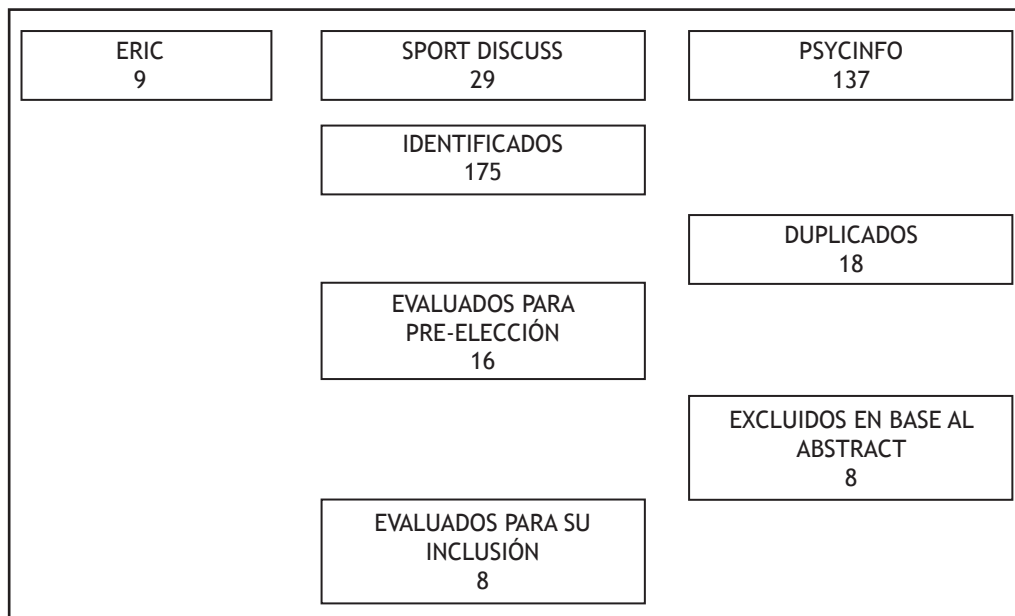 ERIC
9
SPORT DISCUSS
29
PSYCINFO
137
IDENTIFICADOS
175
DUPLICADOS
18
EVALUADOS PARA
PRE-ELECCIÓN
16
EXCLUIDOS EN BASE AL
ABSTRACT
8
EVALUADOS PARA SU
INCLUSIÓN
8